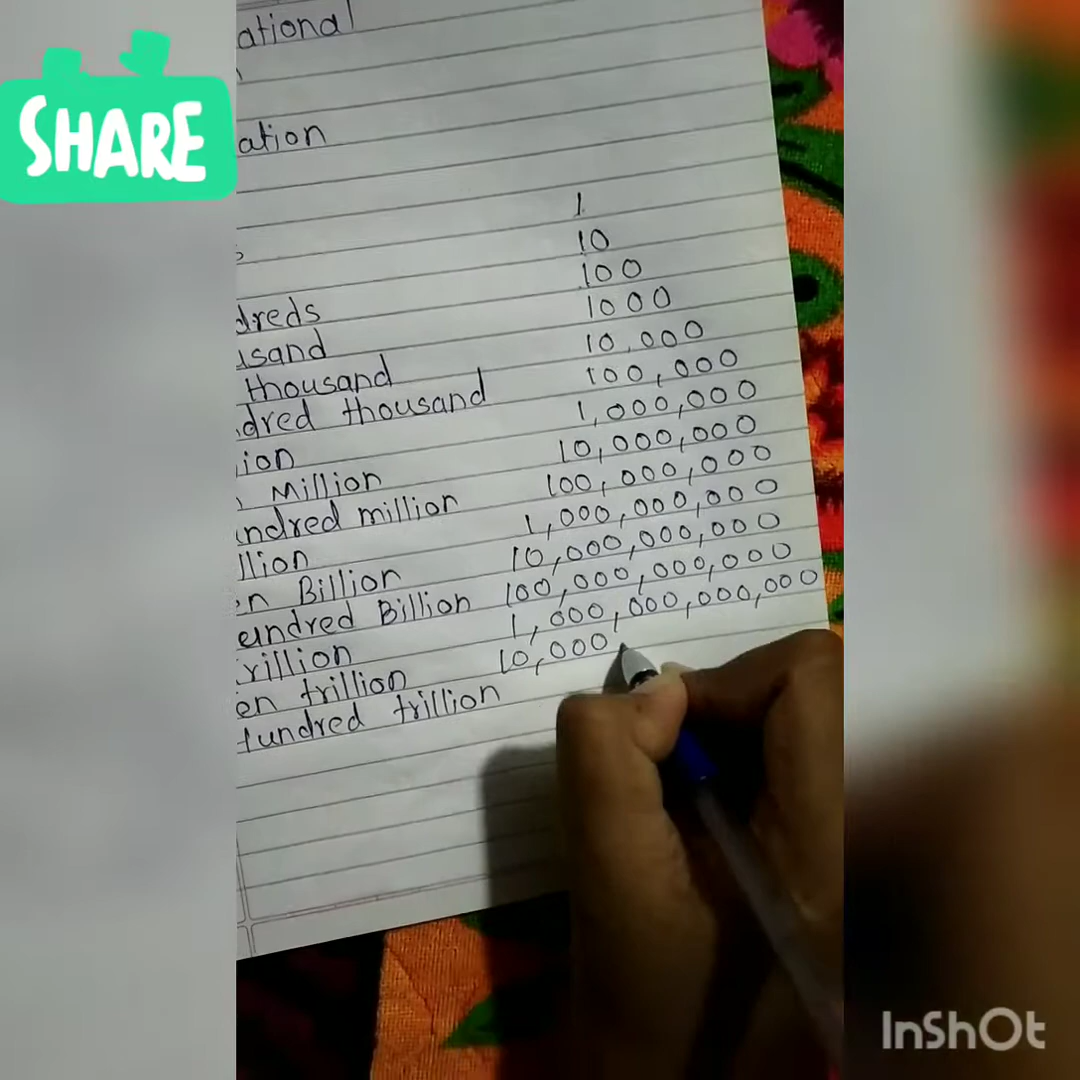 SHARE
ational
ation
1
10
dreds 100
usand 1000
thousand 10,000
dred thousand 100,000
ion 1,000,000
Million 10,000,000
undred million 100,000,000
llion 1,000,000,000
en Billion 10,000,000,000
undred Billion 100,000,000,000
rillion 1,000,000,000,000
en trillion 10,000,
Hundred trillion
InShOt